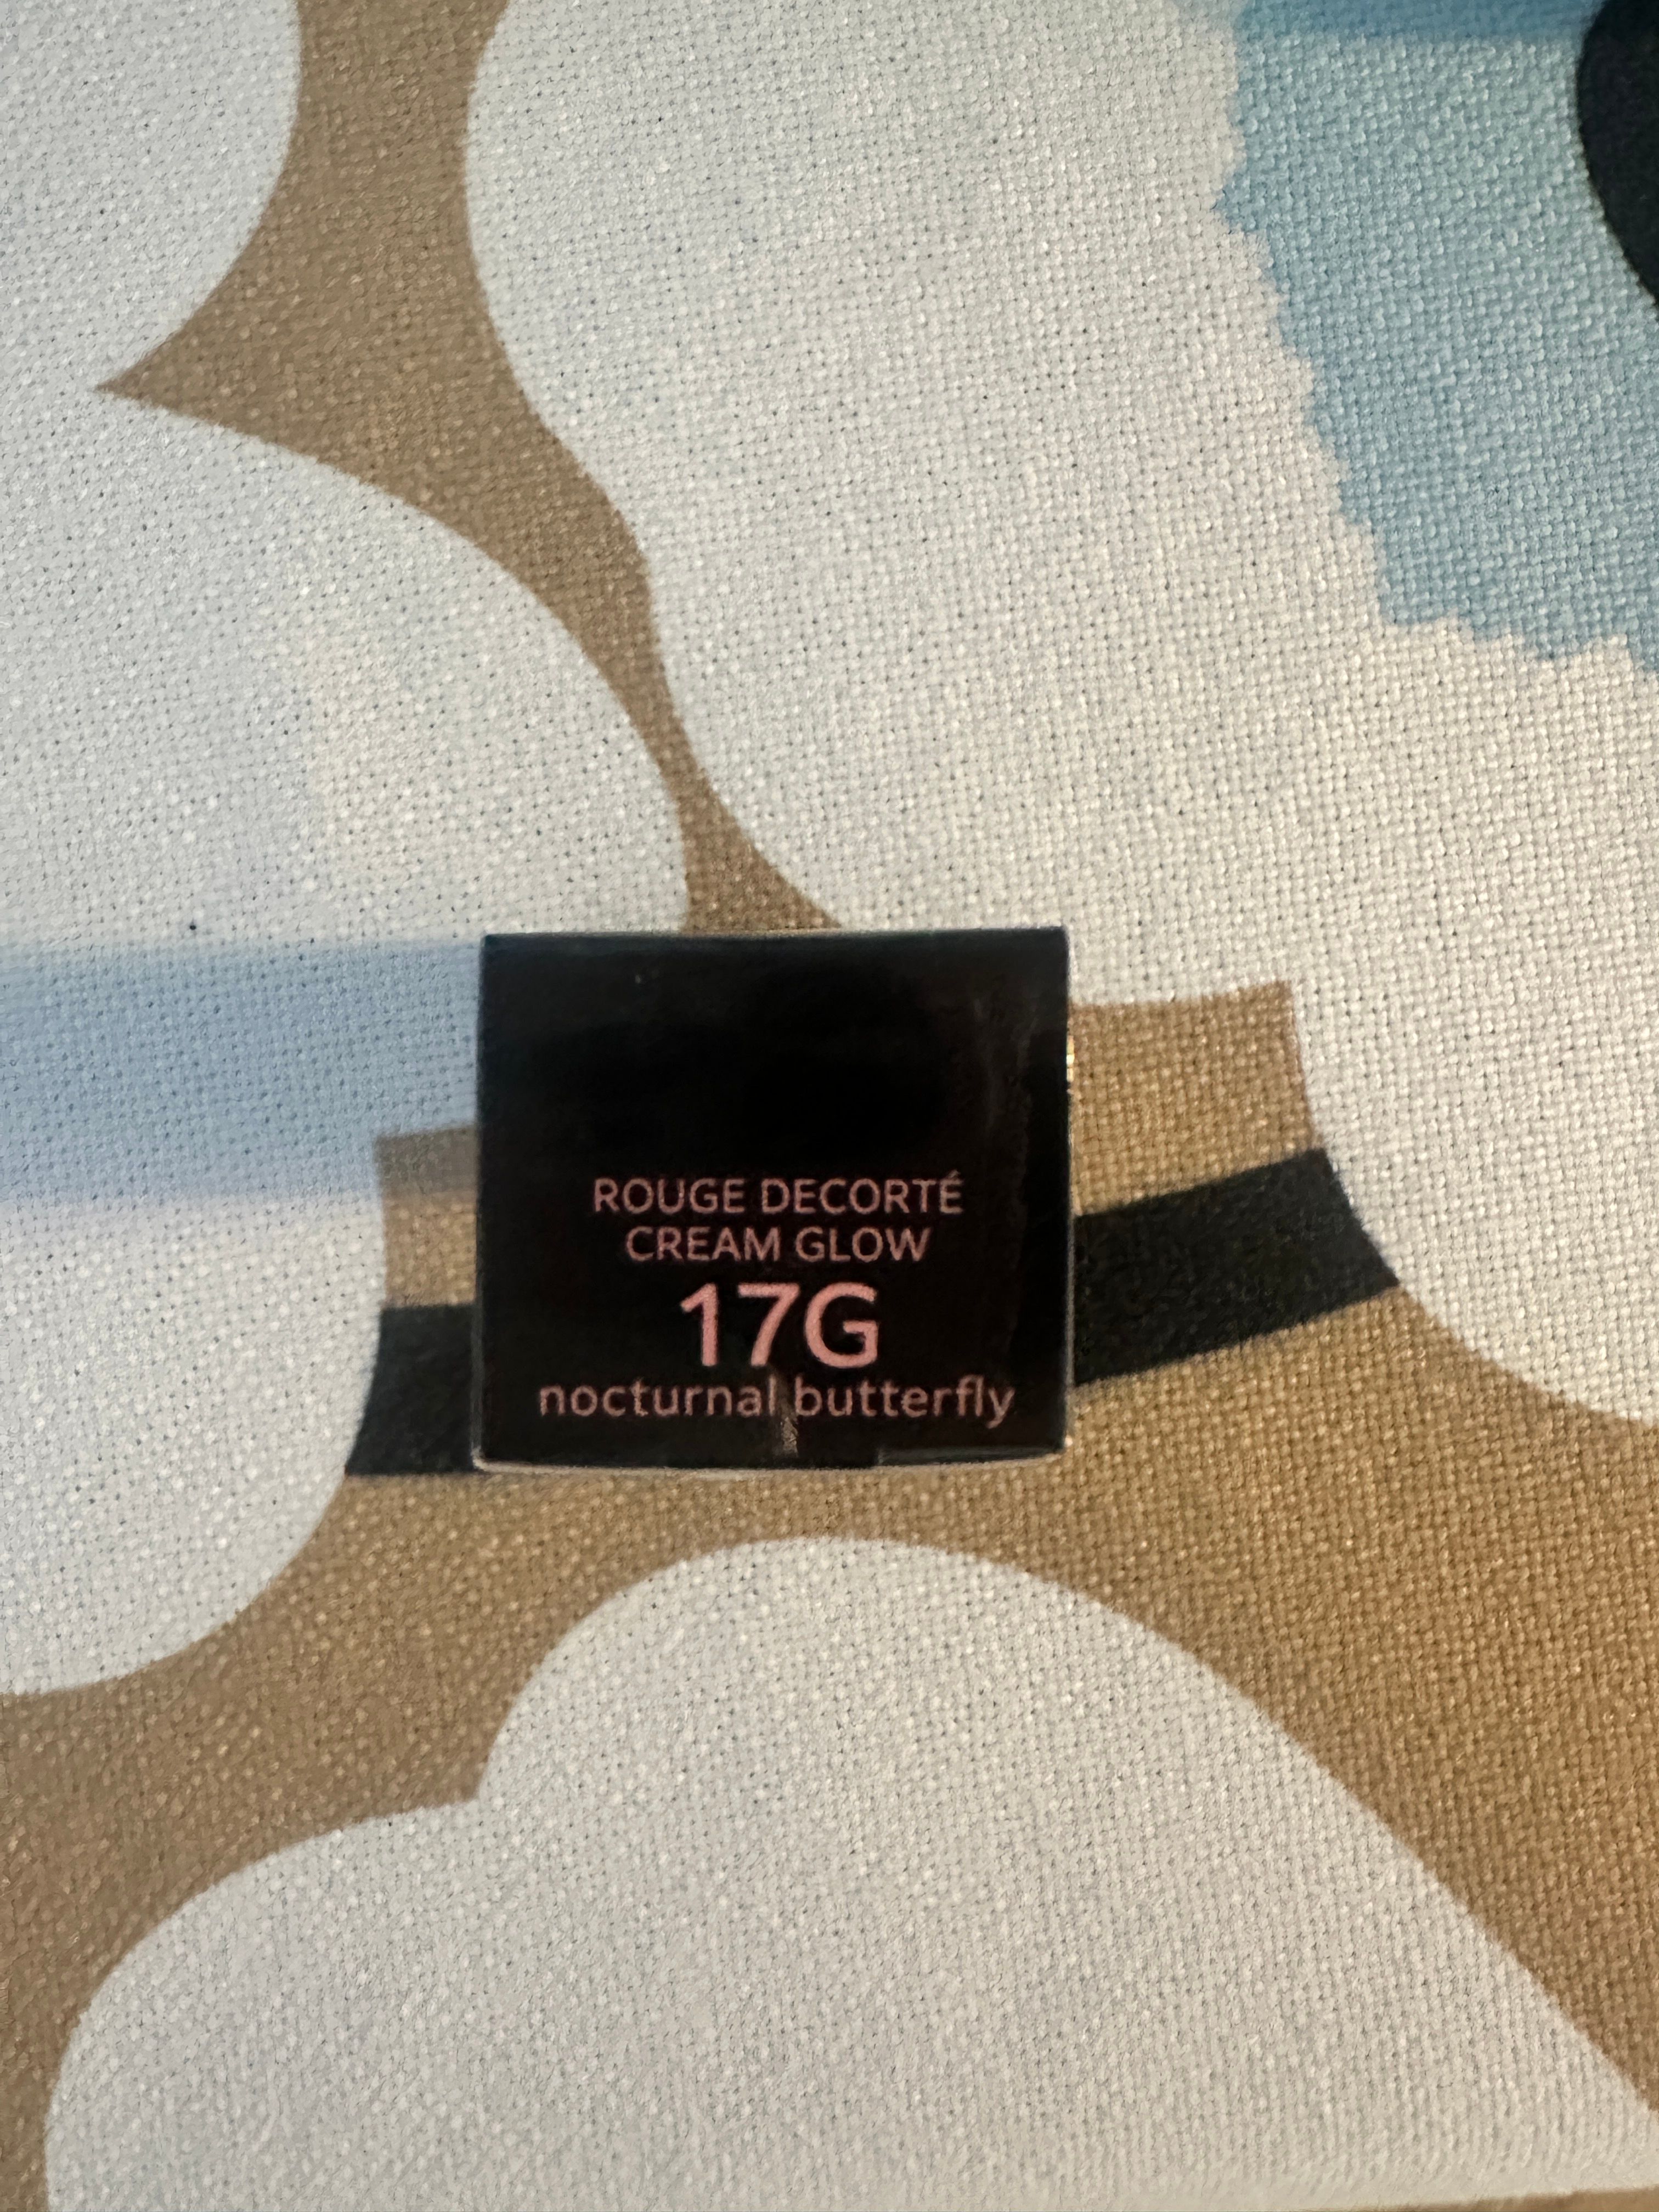 ROUGE DECORTÉ
CREAM GLOW
17G
nocturnal butterfly